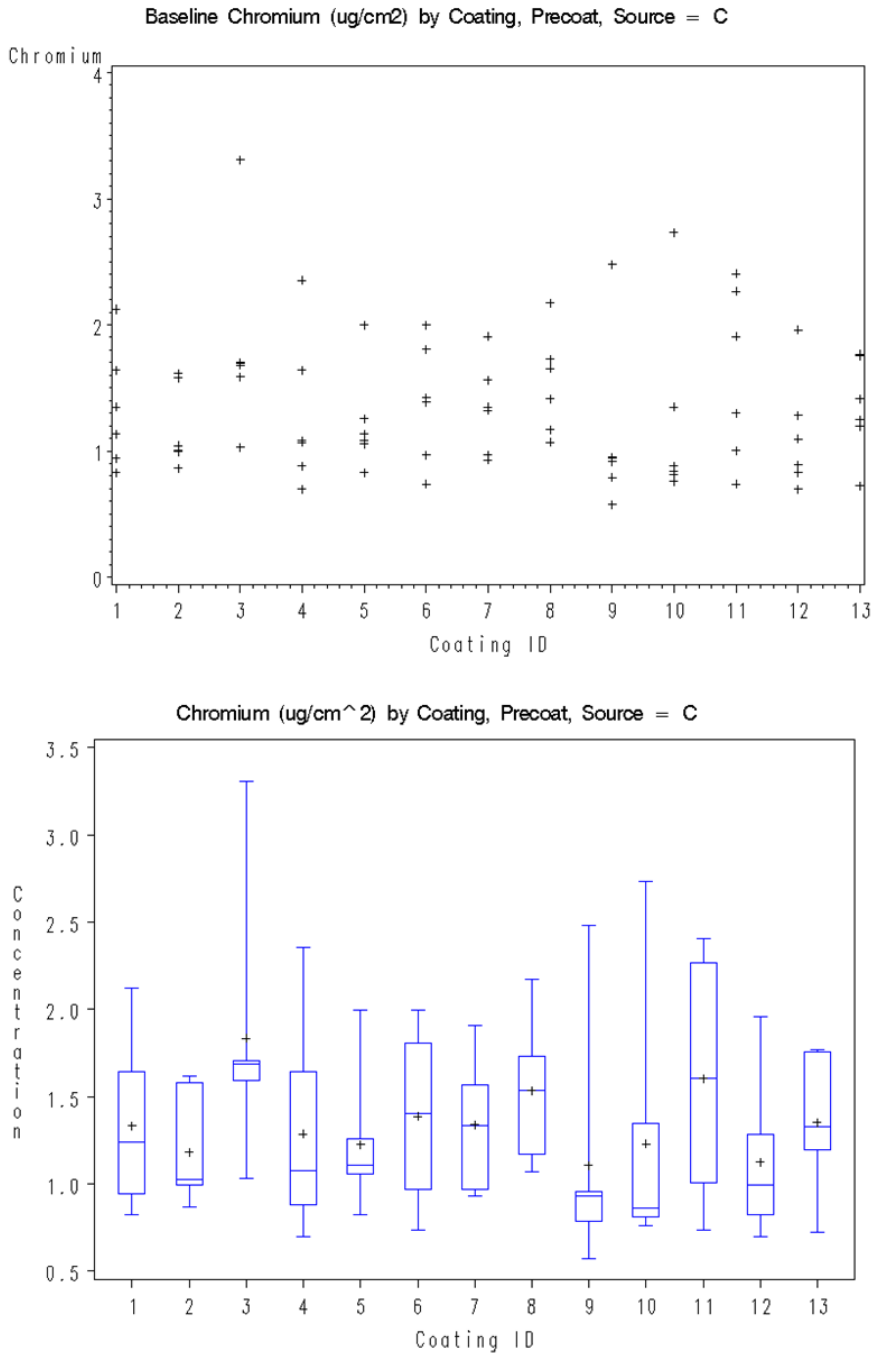 Baseline Chromium (ug/cm2) by Coating, Precoat, Source = C
Chromium
4
3
2
1
0
1 2 3 4 5 6 7 8 9 10 11 12 13
Coating ID
Chromium (ug/cm^2) by Coating, Precoat, Source = C
3.5
3.0
2.5
2.0
1.5
1.0
0.5
Concentration
1 2 3 4 5 6 7 8 9 10 11 12 13
Coating ID